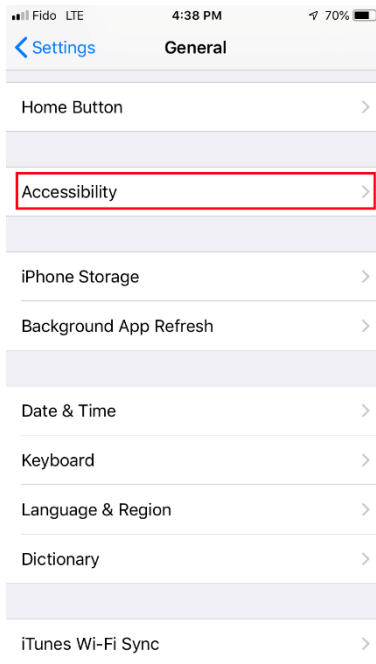 Fido LTE 4:38 PM 70%
Settings General
Home Button
Accessibility
iPhone Storage
Background App Refresh
Date & Time
Keyboard
Language & Region
Dictionary
iTunes Wi-Fi Sync